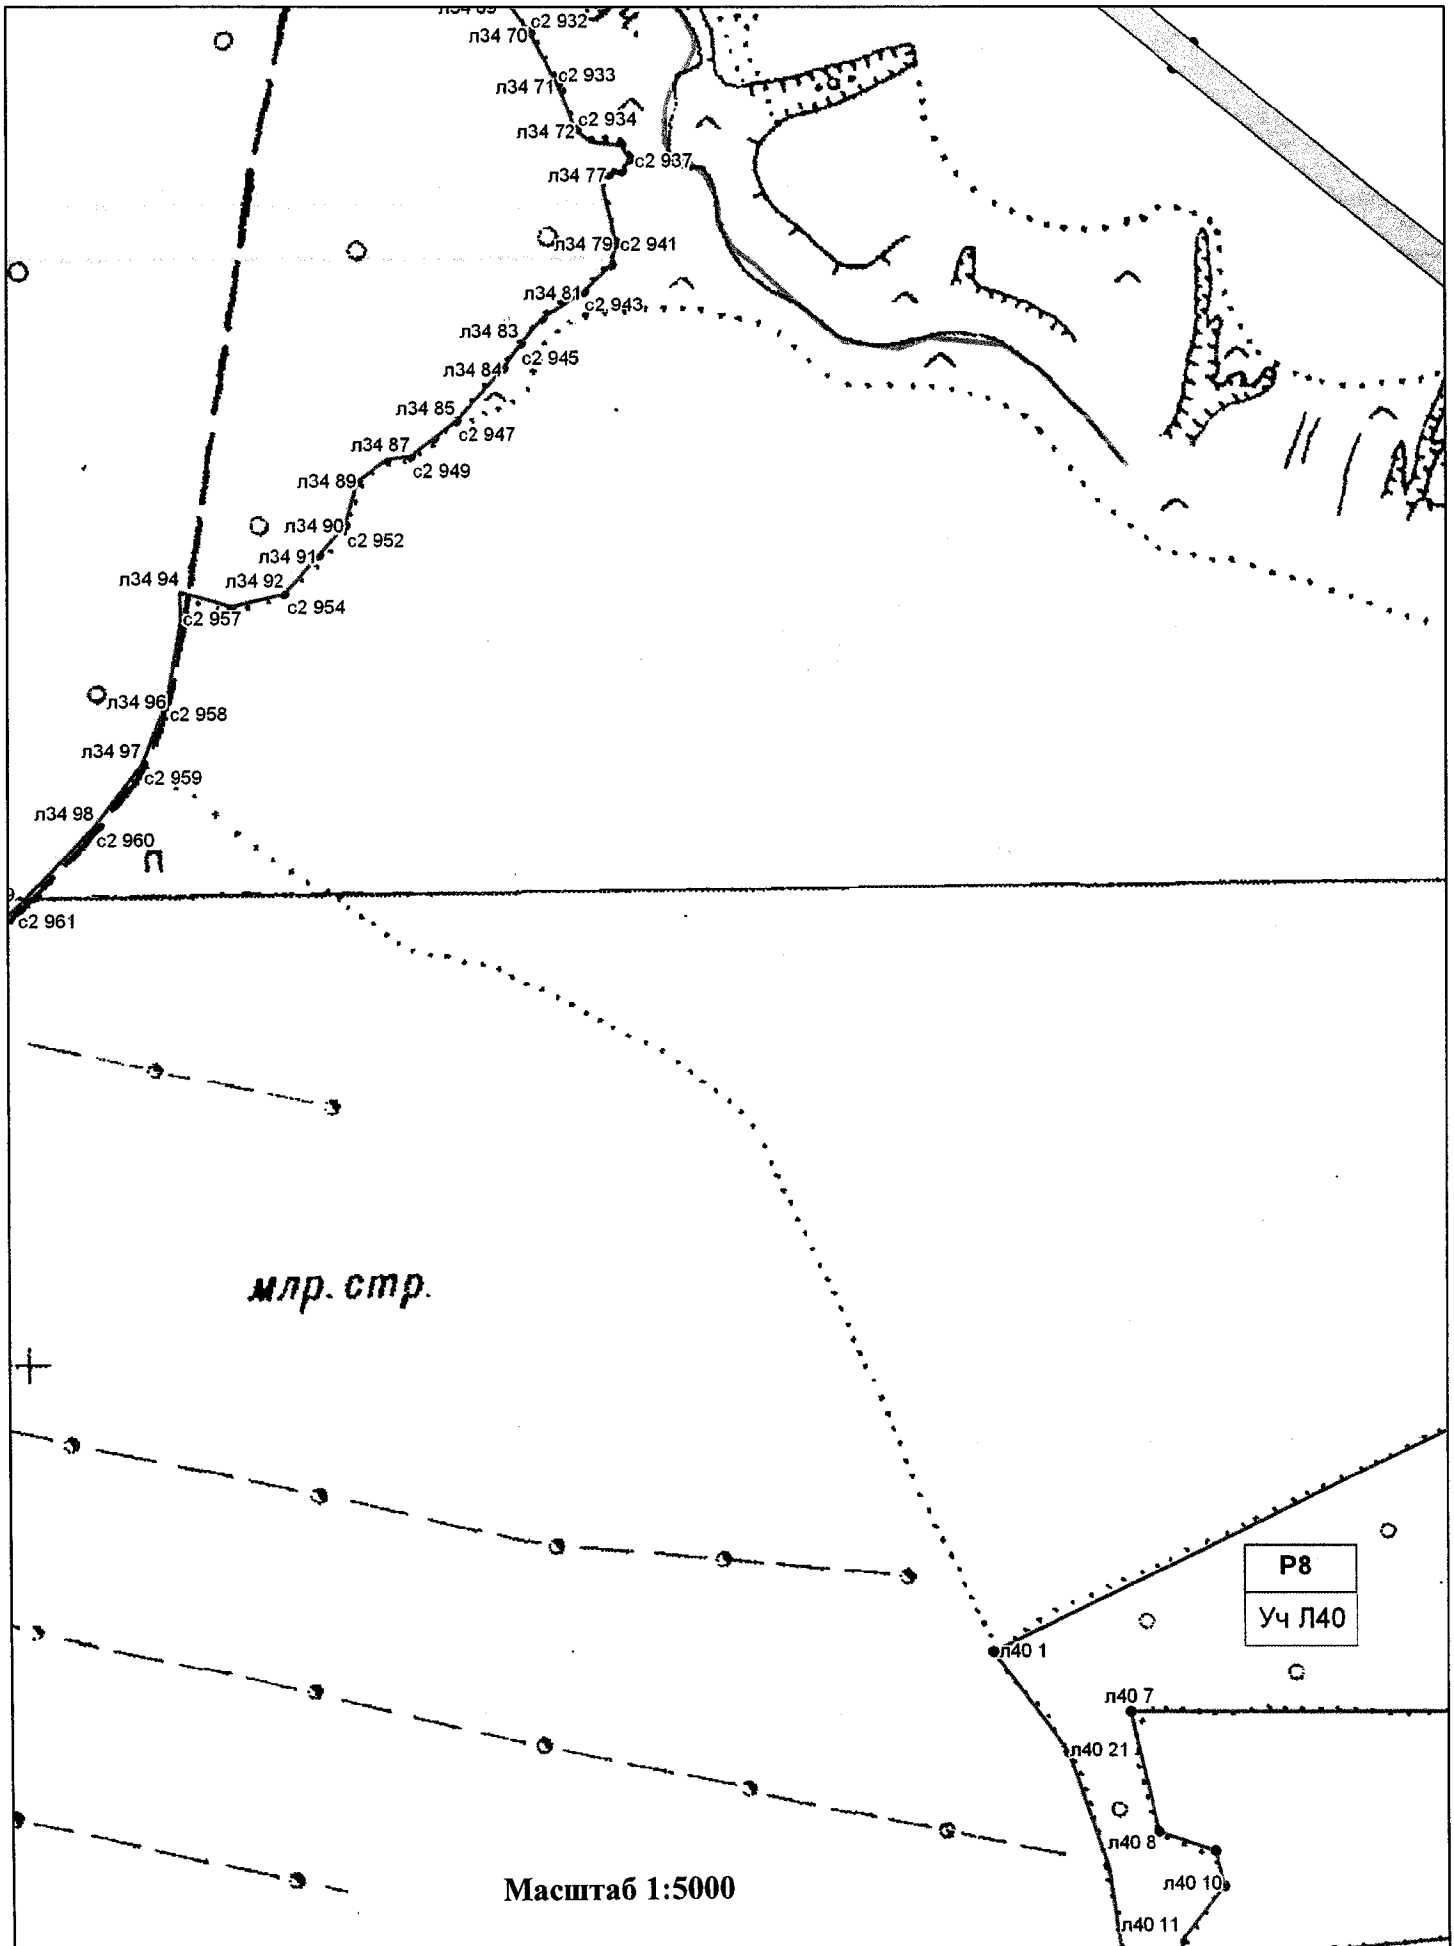 с2 932
л34 70
с2 933
л34 71
с2 934
л34 72
с2 937
л34 77
л34 79 с2 941
л34 81
с2 943
л34 83
с2 945
л34 84
л34 85
с2 947
л34 87
с2 949
л34 89
л34 90
с2 952
л34 91
л34 94
л34 92
с2 954
с2 957
л34 96
с2 958
л34 97
с2 959
л34 98
с2 960
п
с2 961
млр. стр.
Р8
Уч Л40
л40 1
л40 7
л40 21
л40 8
л40 10
Масштаб 1:5000
л40 11